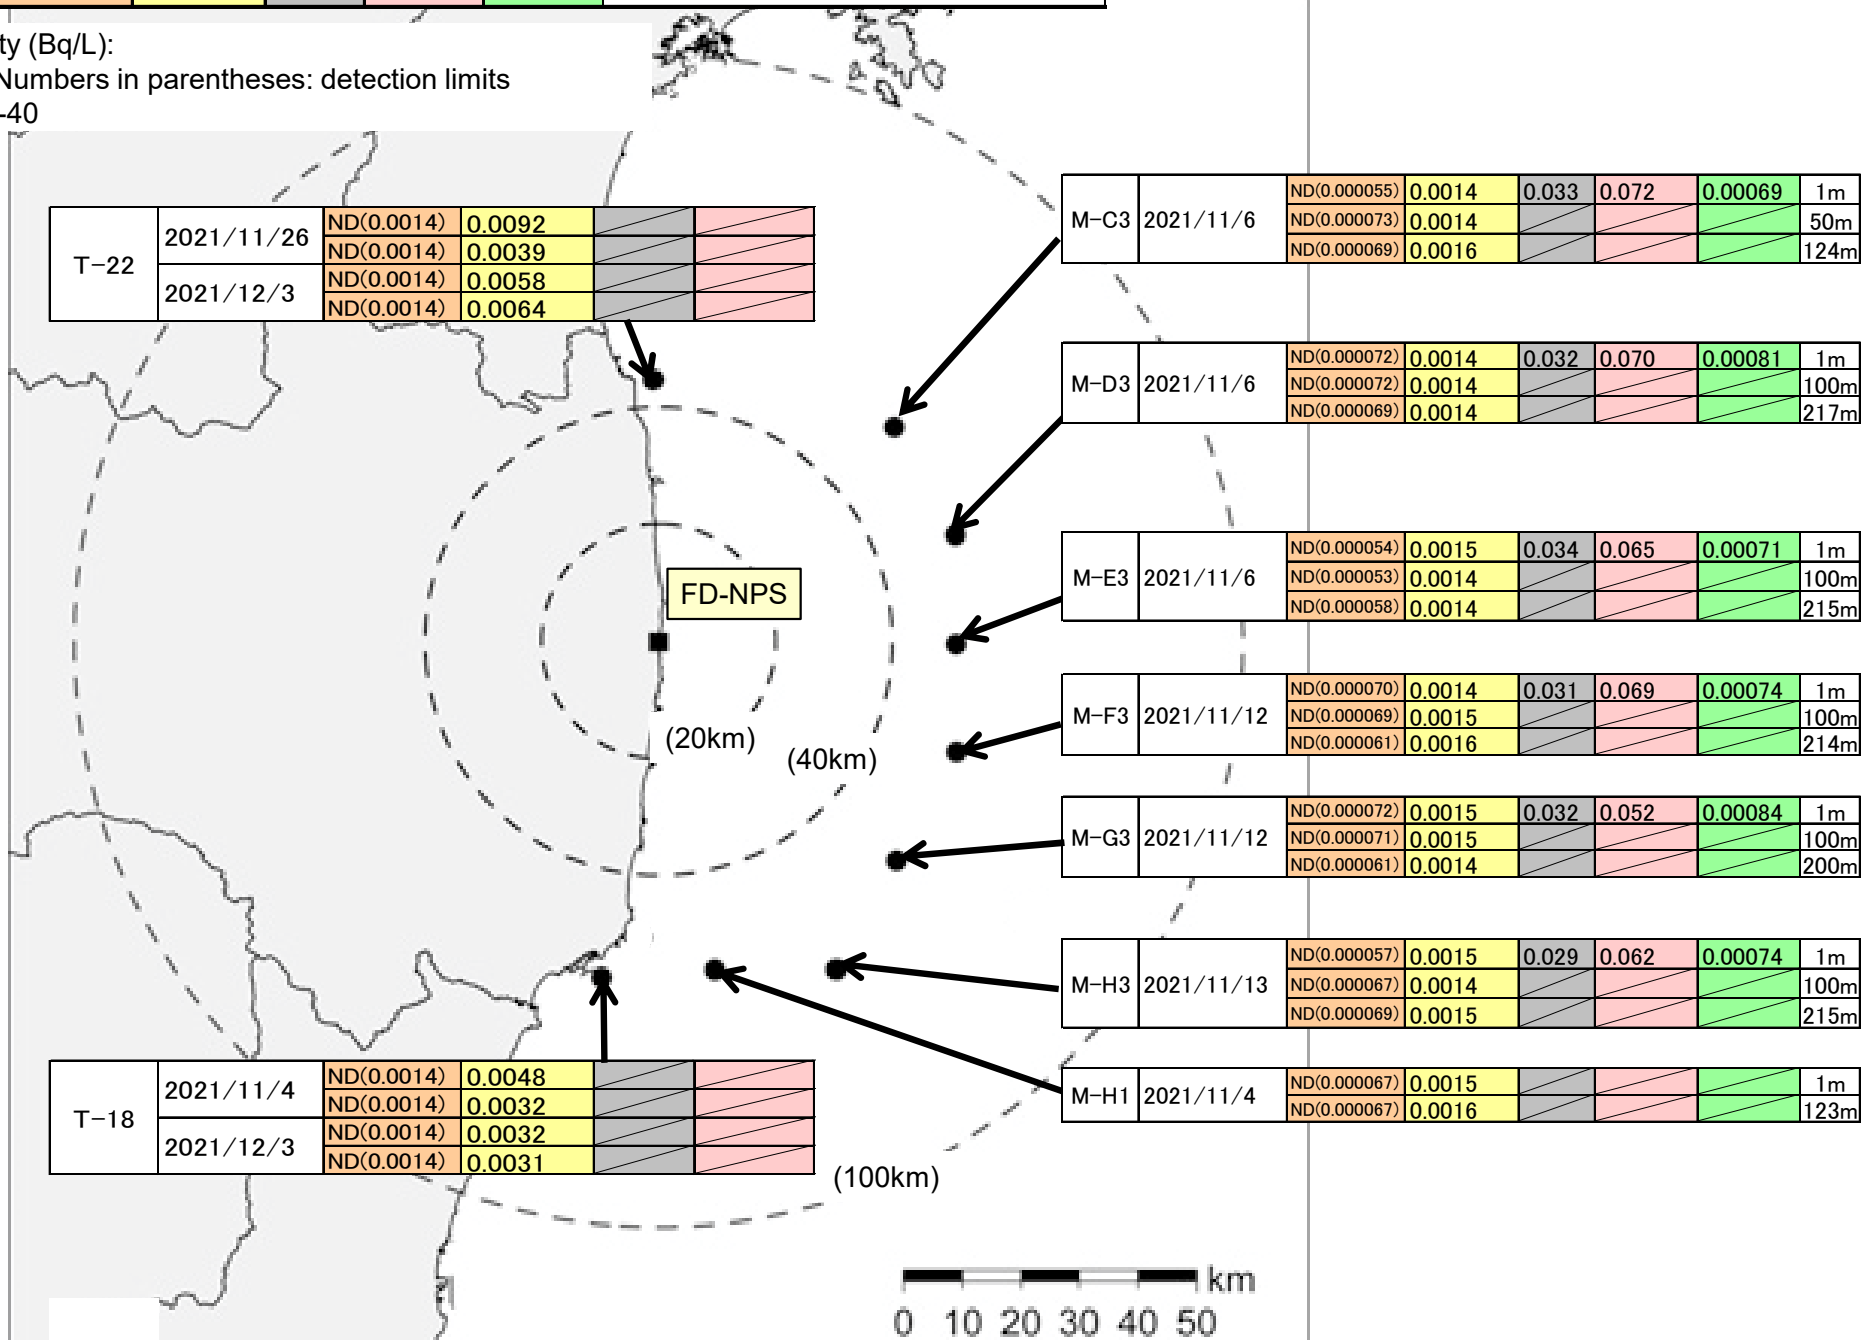 ty (Bq/L):
Numbers in parentheses: detection limits
-40
T-22 2021/11/26 ND(0.0014) 0.0092
ND(0.0014) 0.0039
2021/12/3 ND(0.0014) 0.0058
ND(0.0014) 0.0064
M-C3 2021/11/6 ND(0.000055) 0.0014 0.033 0.072 0.00069 1m
ND(0.000073) 0.0014 50m
ND(0.000069) 0.0016 124m
M-D3 2021/11/6 ND(0.000072) 0.0014 0.032 0.070 0.00081 1m
ND(0.000072) 0.0014 100m
ND(0.000069) 0.0014 217m
M-E3 2021/11/6 ND(0.000054) 0.0015 0.034 0.065 0.00071 1m
ND(0.000053) 0.0014 100m
ND(0.000058) 0.0014 215m
FD-NPS
M-F3 2021/11/12 ND(0.000070) 0.0014 0.031 0.069 0.00074 1m
ND(0.000069) 0.0015 100m
ND(0.000061) 0.0016 214m
(20km)
(40km)
M-G3 2021/11/12 ND(0.000072) 0.0015 0.032 0.052 0.00084 1m
ND(0.000071) 0.0015 100m
ND(0.000061) 0.0014 200m
M-H3 2021/11/13 ND(0.000057) 0.0015 0.029 0.062 0.00074 1m
ND(0.000067) 0.0014 100m
ND(0.000069) 0.0015 215m
M-H1 2021/11/4 ND(0.000067) 0.0015 1m
ND(0.000067) 0.0016 123m
T-18 2021/11/4 ND(0.0014) 0.0048
ND(0.0014) 0.0032
2021/12/3 ND(0.0014) 0.0032
ND(0.0014) 0.0031
(100km)
km
0 10 20 30 40 50